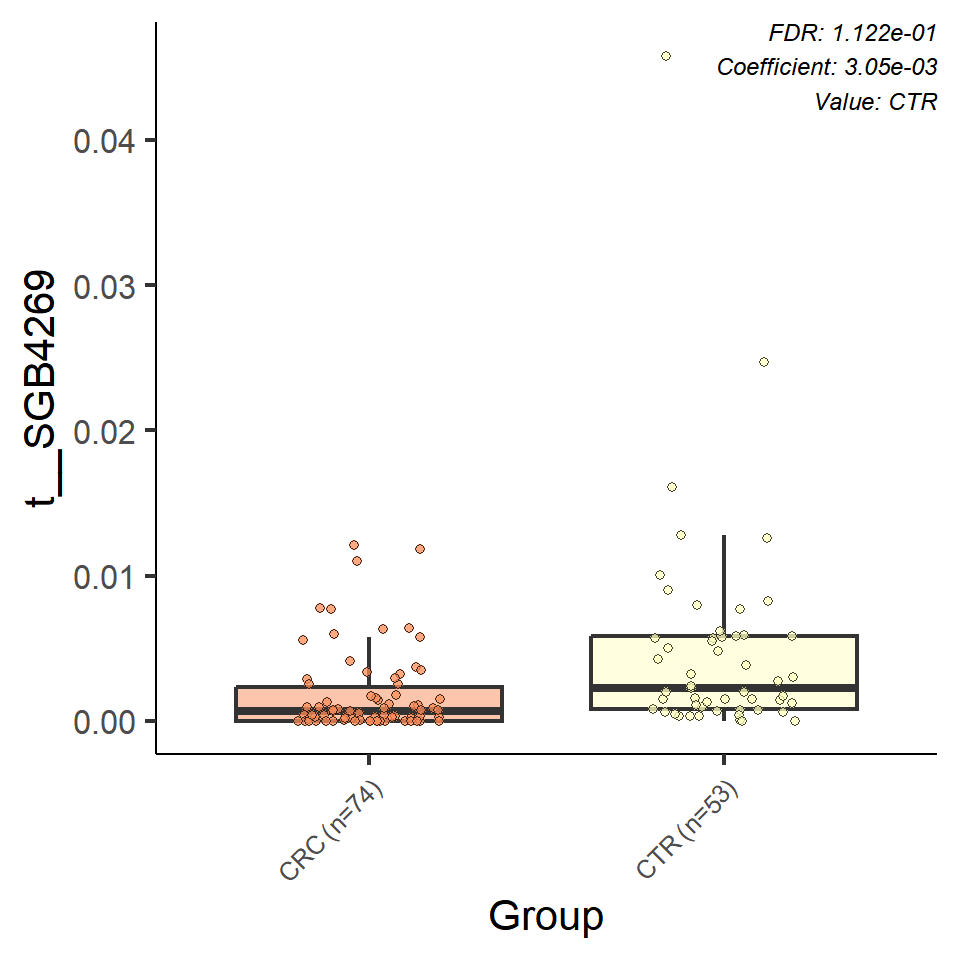 FDR: 1.122e-01
Coefficient: 3.05e-03
Value: CTR
t__SGB4269
0.04
0.03
0.02
0.01
0.00
CRC (n=74)
CTR (n=53)
Group